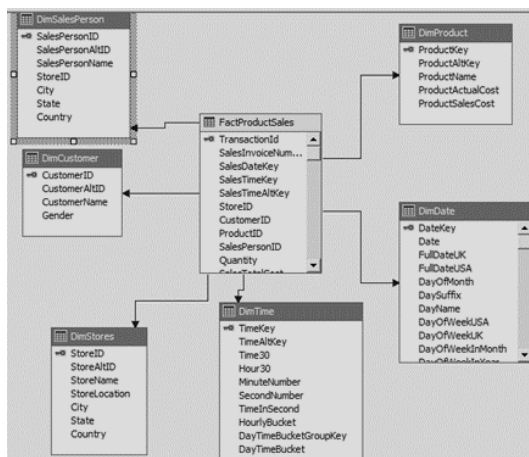 DimSalesPerson
SalesPersonID
SalesPersonAltID
SalesPersonName
StoreID
City
State
Country
DimCustomer
CustomerID
CustomerAltID
CustomerName
Gender
FactProductSales
TransactionId
SalesInvoiceNum...
SalesDateKey
SalesTimeKey
SalesTimeAltKey
StoreID
CustomerID
ProductID
SalesPersonID
Quantity
SalesTotalCost
DimProduct
ProductKey
ProductAltKey
ProductName
ProductActualCost
ProductSalesCost
DimDate
DateKey
Date
FullDateUK
FullDateUSA
DayOfMonth
DaySuffix
DayName
DayOfWeekUSA
DayOfWeekUK
DayOfWeekInMonth
DayOfWeekInYear
DimStores
StoreID
StoreAltID
StoreName
StoreLocation
City
State
Country
DimTime
TimeKey
TimeAltKey
Time30
Hour30
MinuteNumber
SecondNumber
TimeInSecond
HourlyBucket
DayTimeBucketGroupKey
DayTimeBucket